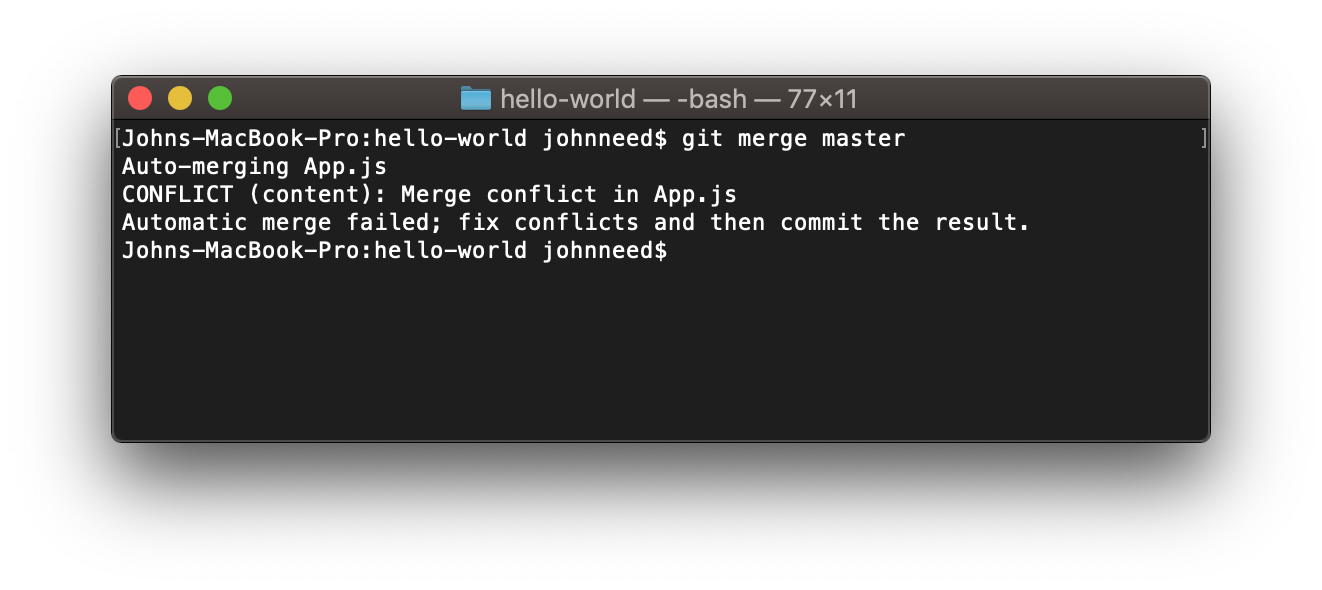 hello-world — -bash — 77×11
[Johns-MacBook-Pro:hello-world johnneed$ git merge master ]
Auto-merging App.js
CONFLICT (content): Merge conflict in App.js
Automatic merge failed; fix conflicts and then commit the result.
Johns-MacBook-Pro:hello-world johnneed$